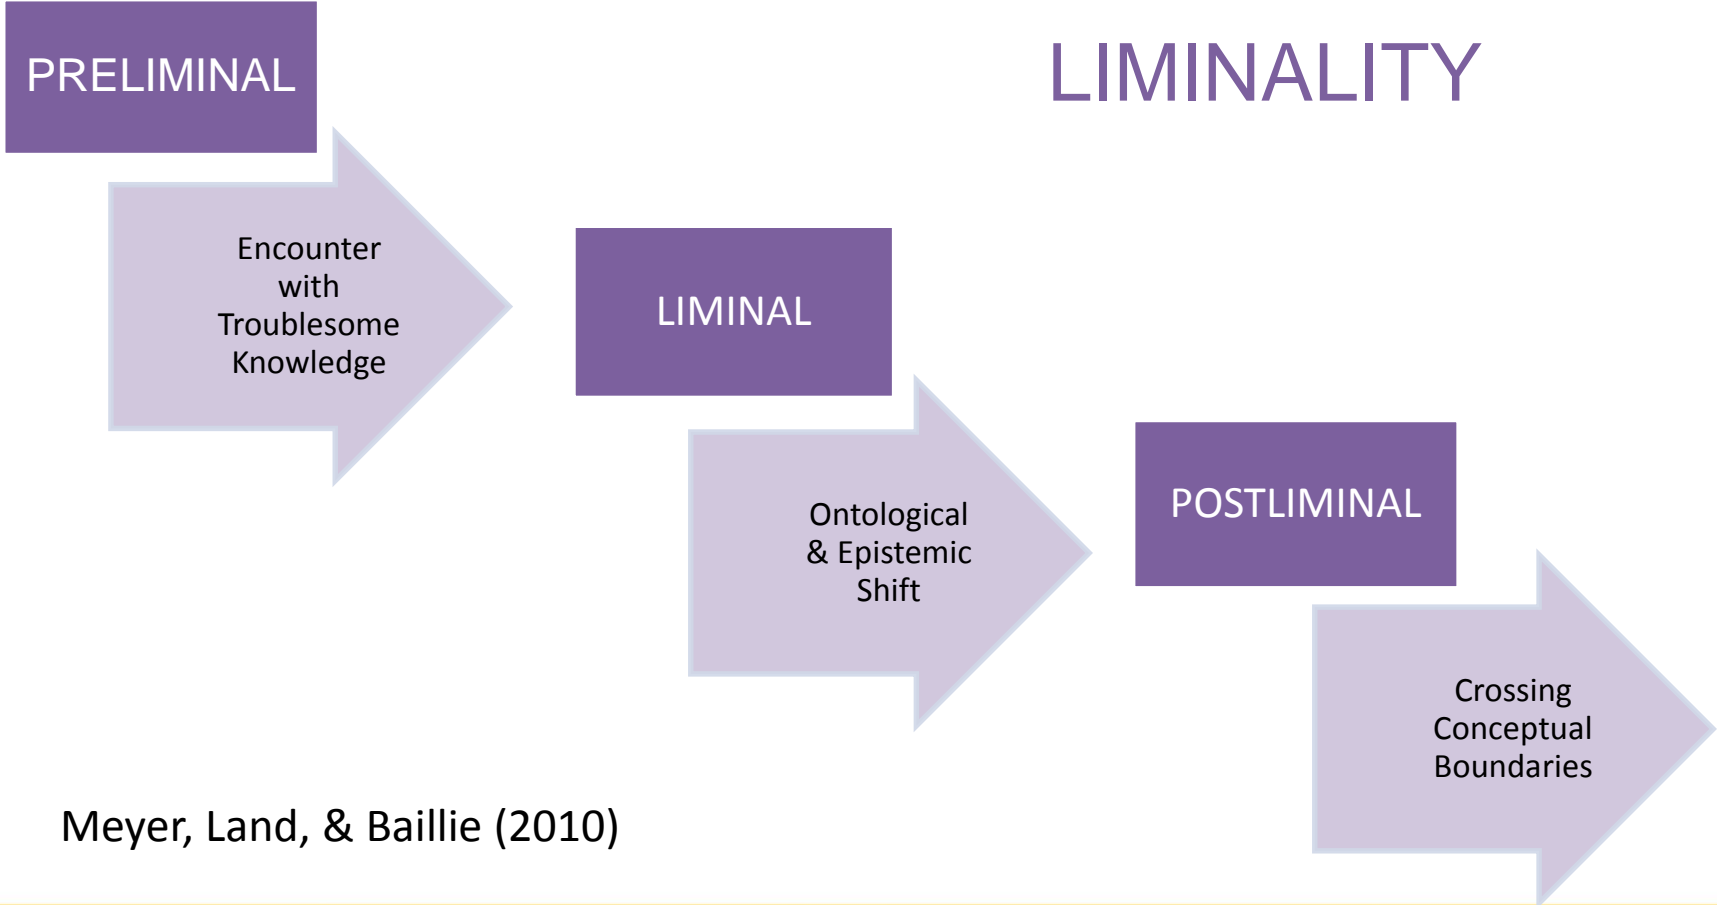 PRELIMINAL
LIMINALITY
Encounter
with
Troublesome
Knowledge
LIMINAL
Ontological
& Epistemic
Shift
POSTLIMINAL
Crossing
Conceptual
Boundaries
Meyer, Land, & Baillie (2010)